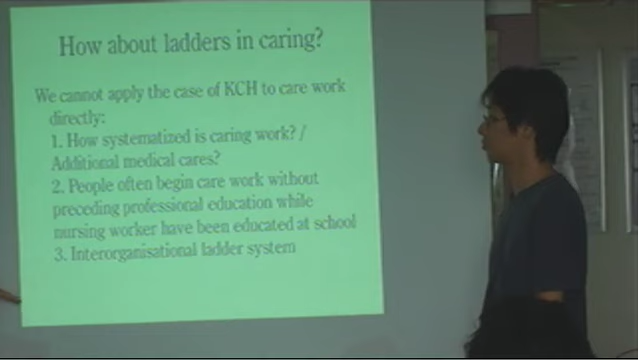 How about ladders in caring?
We cannot apply the case of KCH to care work
directly:
1. How systematized is caring work? /
Additional medical cares?
2. People often begin care work without
preceding professional education while
nursing worker have been educated at school
3. Interorganisational ladder system